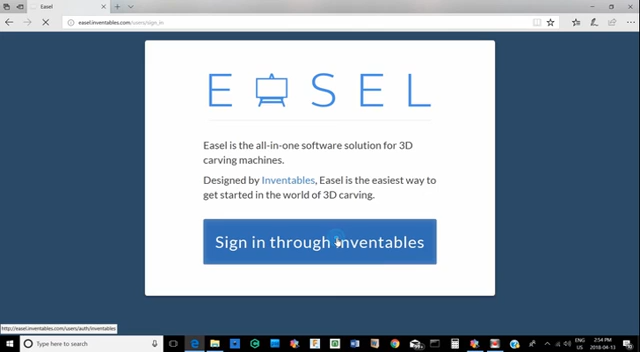 Easel
easel.inventables.com/users/sign_in
E SEL
Easel is the all-in-one software solution for 3D
carving machines.
Designed by Inventables, Easel is the easiest way to
get started in the world of 3D carving.
Sign in through Inventables
http://easel.inventables.com/users/auth/inventables
Type here to search
ENG
US
2:54 PM
2018-04-13